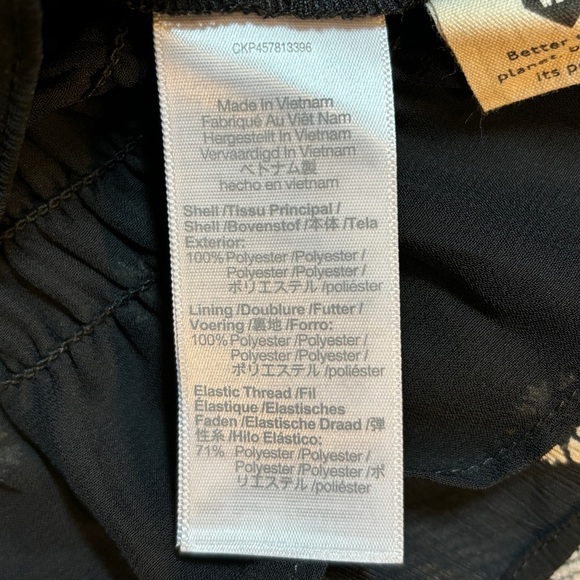 CKP457813396
Made in Vietnam
Fabriqué Au Viêt Nam
Hergestellt In Vietnam
Vervaardigd In Vietnam
ベトナム製
hecho en vietnam
Shell /Tissu Principal /
Shell /Bovenstof /本体 /Tela
Exterior:
100% Polyester /Polyester /
Polyester /Polyester /
ポリエステル /poliéster
Lining /Doublure /Futter /
Voering /裏地 /Forro:
100% Polyester /Polyester /
Polyester /Polyester /
ポリエステル /poliéster
Elastic Thread /Fil
Élastique /Elastisches
Faden /Elastische Draad /弾
性糸 /Hilo Elástico:
71% Polyester /Polyester
Polyester /Polyester /ポ
リエステル /poliéster
Better
planet
its